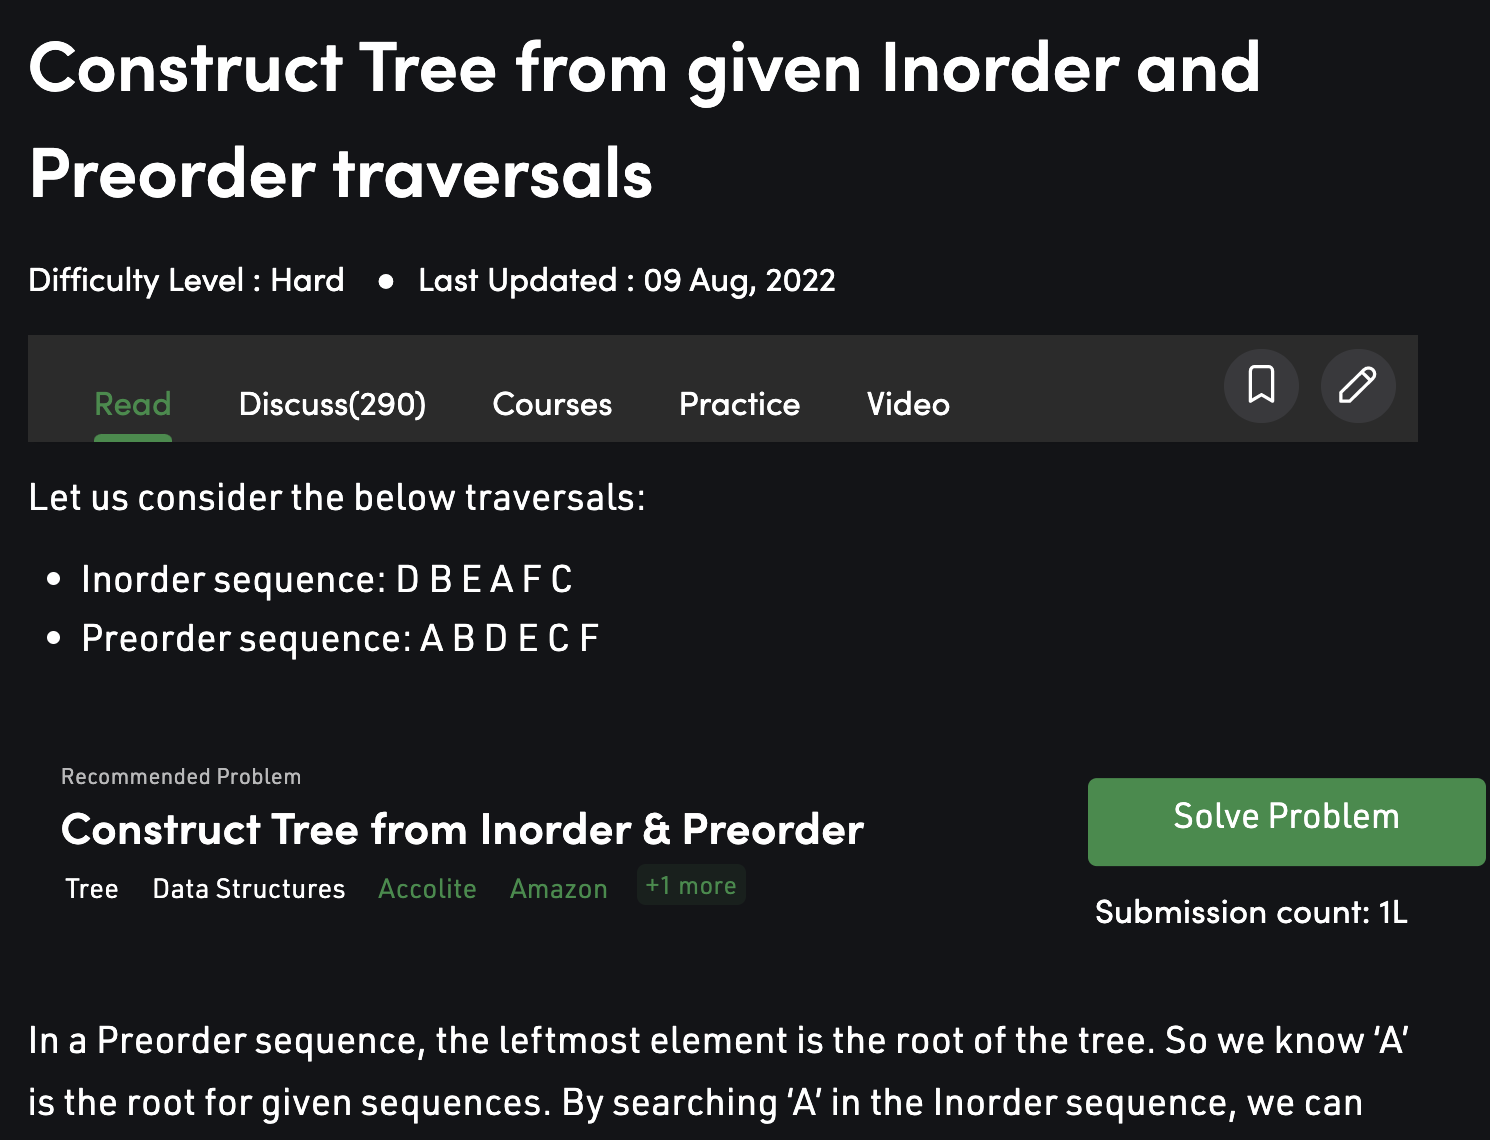 Construct Tree from given Inorder and
Preorder traversals
Difficulty Level : Hard ● Last Updated : 09 Aug, 2022
Read Discuss(290) Courses Practice Video
Let us consider the below traversals:
• Inorder sequence: D B E A F C
• Preorder sequence: A B D E C F
Recommended Problem
Construct Tree from Inorder & Preorder
Solve Problem
Tree Data Structures Accolite Amazon +1 more
Submission count: 1L
In a Preorder sequence, the leftmost element is the root of the tree. So we know ‘A’
is the root for given sequences. By searching ‘A’ in the Inorder sequence, we can